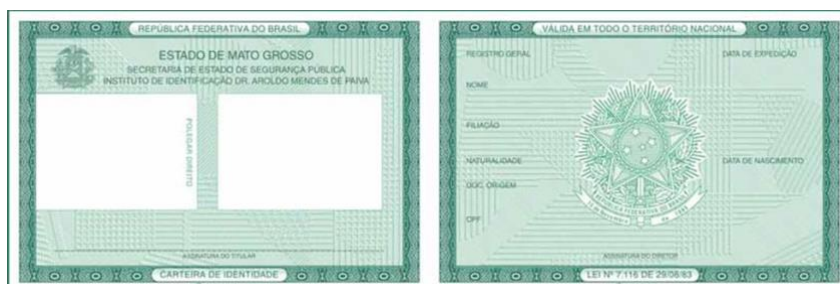 REPÚBLICA FEDERATIVA DO BRASIL
ESTADO DE MATO GROSSO
SECRETARIA DE ESTADO DE SEGURANÇA PÚBLICA
INSTITUTO DE IDENTIFICAÇÃO DR. AROLDO MENDES DE PAIVA
POLEGAR DIREITO
ASSINATURA DO TITULAR
CARTEIRA DE IDENTIDADE
VÁLIDA EM TODO O TERRITÓRIO NACIONAL
REGISTRO GERAL
DATA DE EXPEDIÇÃO
NOME
FILIAÇÃO
NATURALIDADE
DATA DE NASCIMENTO
DOC. ORIGEM
CPF
ASSINATURA DO DIRETOR
LEI Nº 7.116 DE 29/08/83